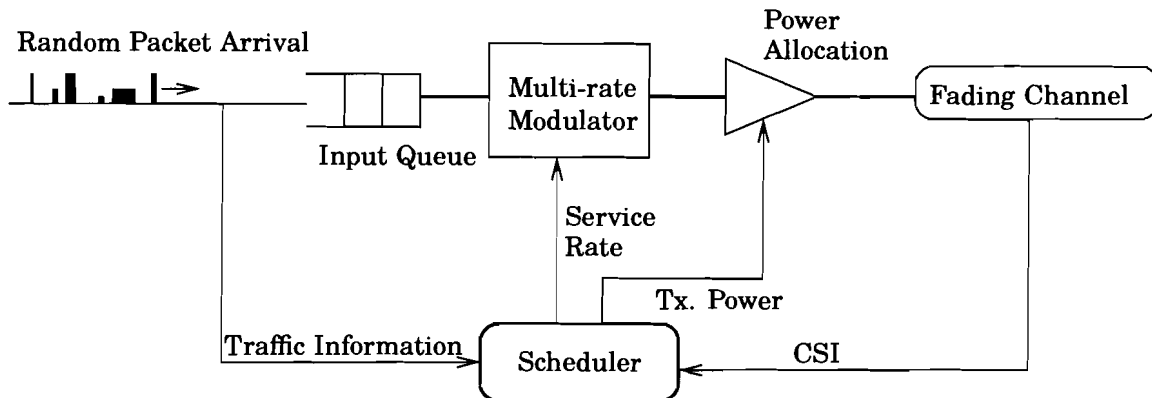 Random Packet Arrival
Input Queue
Multi-rate
Modulator
Power
Allocation
Fading Channel
Service
Rate
Tx. Power
Traffic Information
Scheduler
CSI